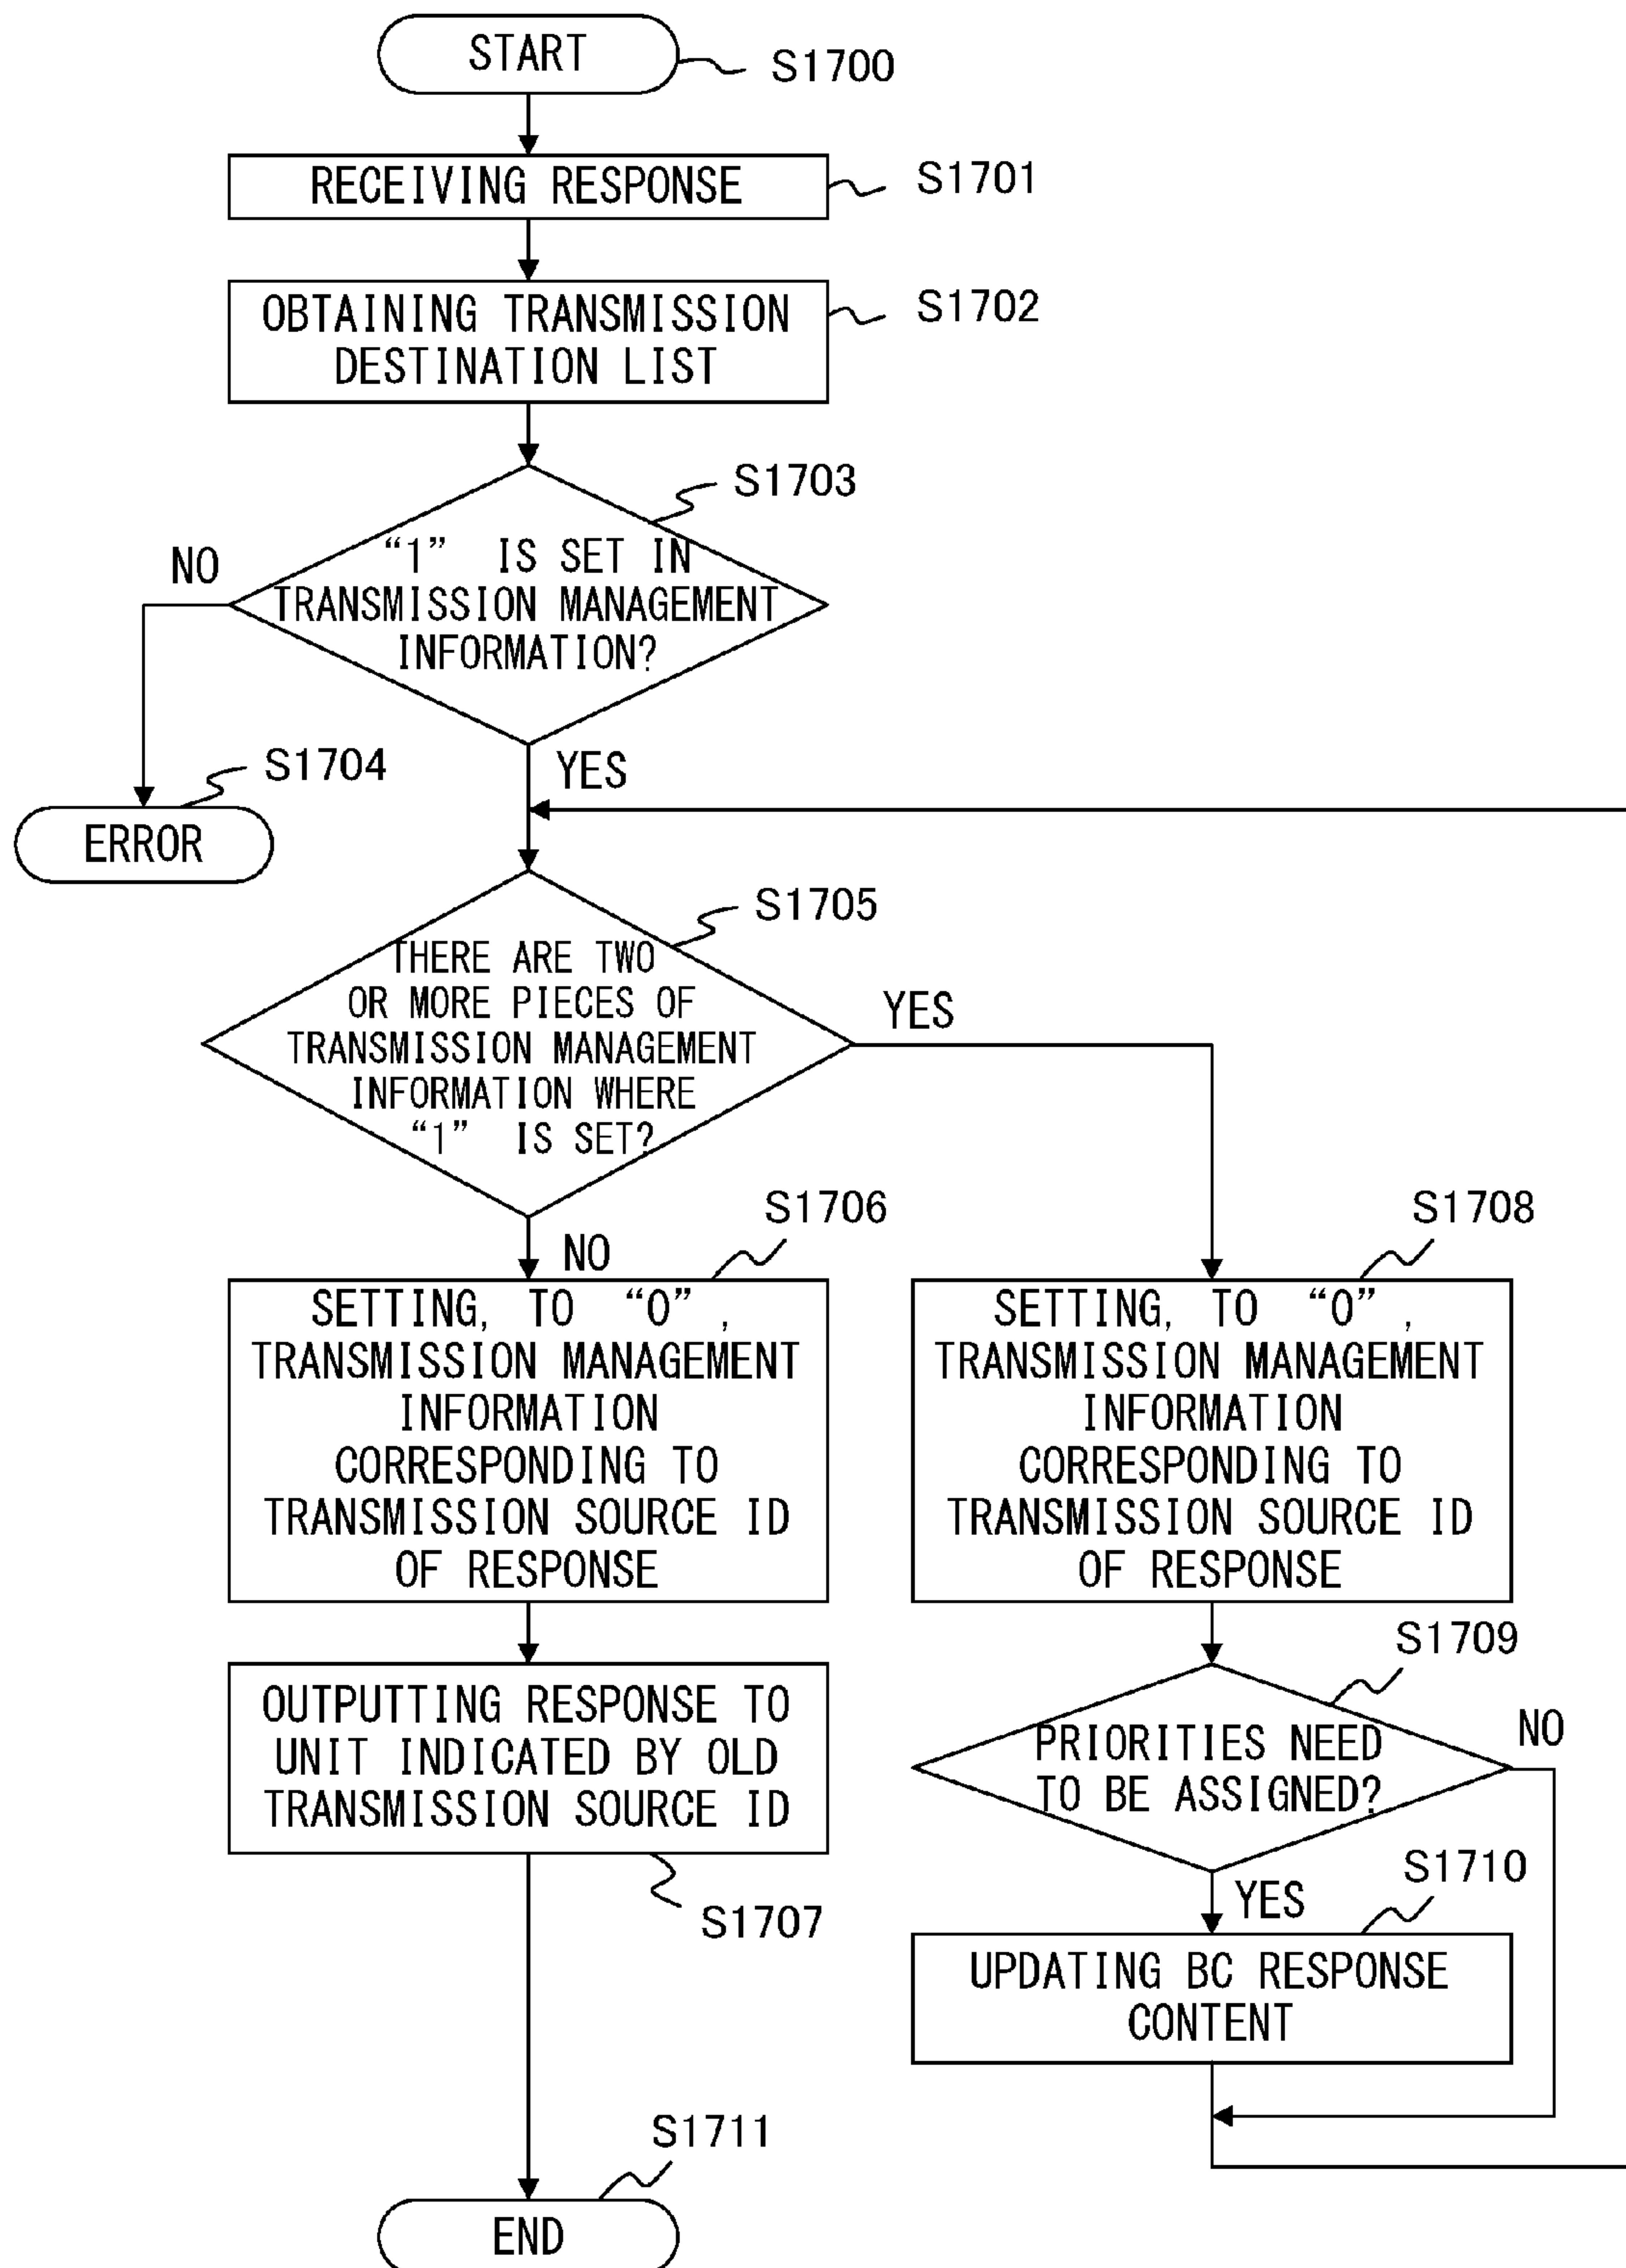 START
S1700
RECEIVING RESPONSE
S1701
OBTAINING TRANSMISSION
DESTINATION LIST
S1702
S1703
“1” IS SET IN
TRANSMISSION MANAGEMENT
INFORMATION?
NO
YES
S1704
ERROR
S1705
THERE ARE TWO
OR MORE PIECES OF
TRANSMISSION MANAGEMENT
INFORMATION WHERE
“1” IS SET?
YES
NO
S1706
SETTING, TO “0”,
TRANSMISSION MANAGEMENT
INFORMATION
CORRESPONDING TO
TRANSMISSION SOURCE ID
OF RESPONSE
OUTPUTTING RESPONSE TO
UNIT INDICATED BY OLD
TRANSMISSION SOURCE ID
S1707
S1708
SETTING, TO “0”,
TRANSMISSION MANAGEMENT
INFORMATION
CORRESPONDING TO
TRANSMISSION SOURCE ID
OF RESPONSE
S1709
PRIORITIES NEED
TO BE ASSIGNED?
NO
YES
S1710
UPDATING BC RESPONSE
CONTENT
S1711
END